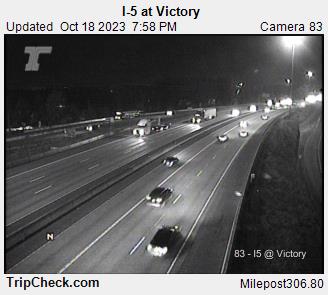 I-5 at Victory
Updated Oct 18 2023 7:58 PM Camera 83
T
N
83 - I5 @ Victory
TripCheck.com Milepost306.80